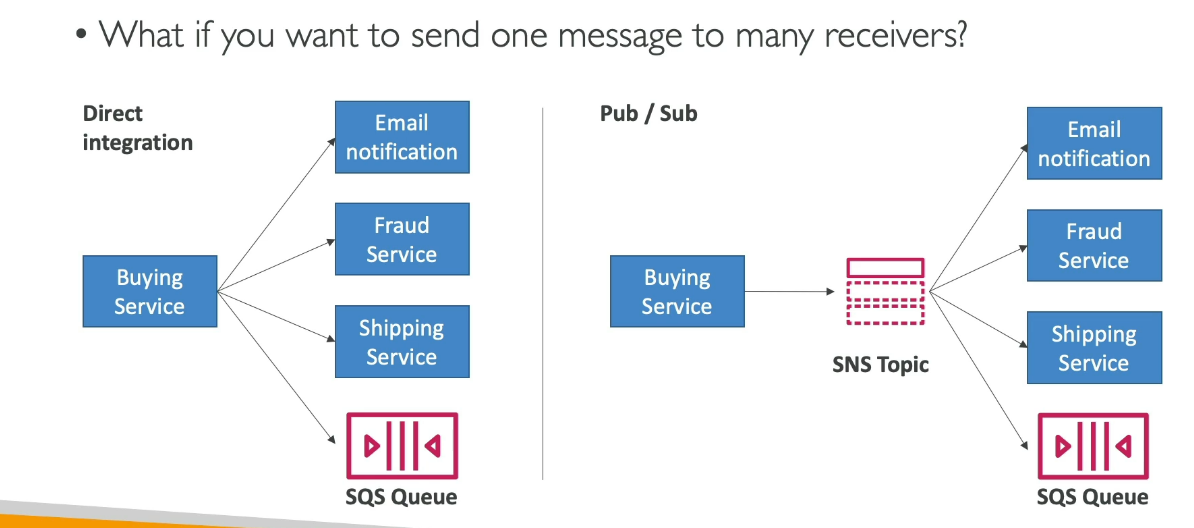 • What if you want to send one message to many receivers?
Direct
integration
Email
notification
Fraud
Service
Buying
Service
Shipping
Service
SQS Queue
Pub / Sub
Email
notification
Fraud
Service
Buying
Service
SNS Topic
Shipping
Service
SQS Queue